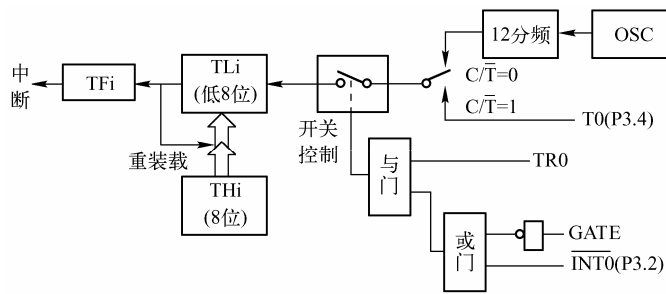 12分频
OSC
中断
TFi
TLi
(低8位)
C/T̅=0
C/T̅=1
T0(P3.4)
开关
控制
重装载
THi
(8位)
与门
TR0
或门
GATE
I̅N̅T̅0̅(P3.2)